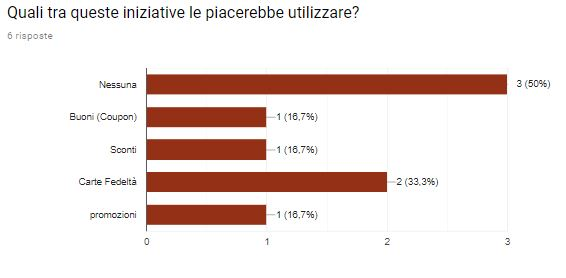 Quali tra queste iniziative le piacerebbe utilizzare?
6 risposte
Nessuna 3 (50%)
Buoni (Coupon) 1 (16,7%)
Sconti 1 (16,7%)
Carte Fedeltà 2 (33,3%)
promozioni 1 (16,7%)
0 1 2 3